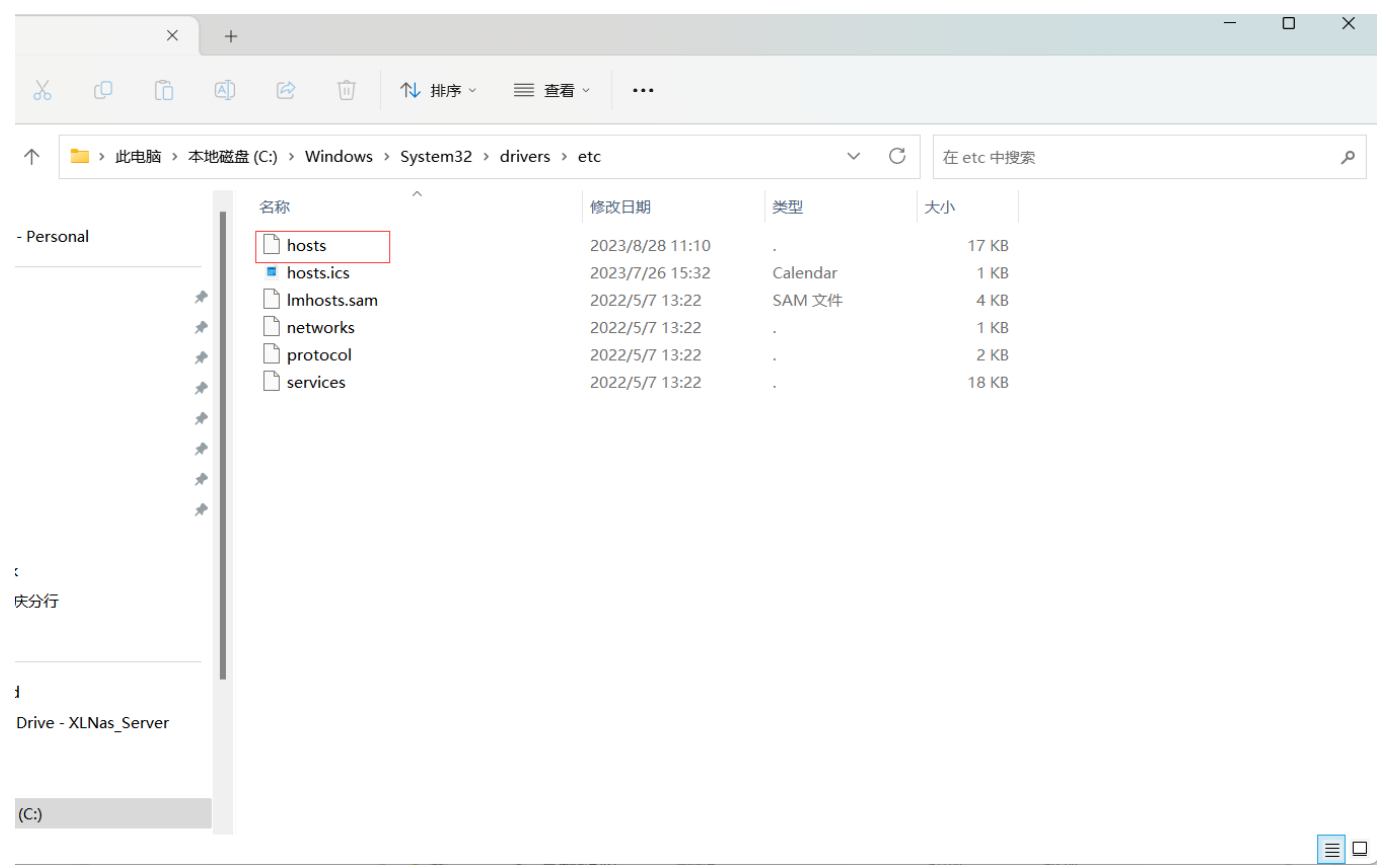 排序 查看
此电脑 本地磁盘 (C:) Windows System32 drivers etc 在 etc 中搜索
名称 修改日期 类型 大小
- Personal
hosts 2023/8/28 11:10 . 17 KB
hosts.ics 2023/7/26 15:32 Calendar 1 KB
lmhosts.sam 2022/5/7 13:22 SAM 文件 4 KB
networks 2022/5/7 13:22 . 1 KB
protocol 2022/5/7 13:22 . 2 KB
services 2022/5/7 13:22 . 18 KB
分行
Drive - XLNas_Server
(C:)